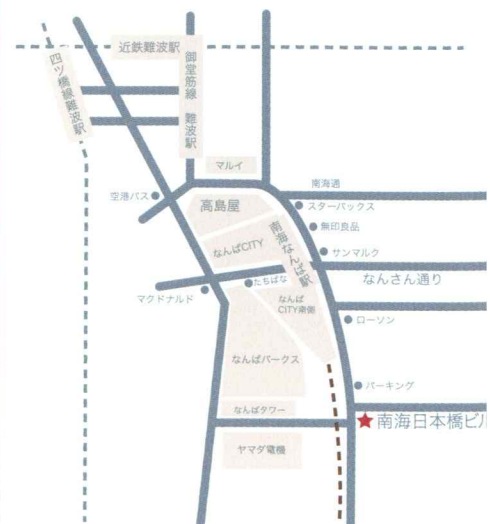 近鉄難波駅
四ツ橋線難波駅
御堂筋線 難波駅
マルイ
空港バス
高島屋
南海通
スターバックス
無印良品
なんばCITY
南海なんば駅
サンマルク
なんさん通り
たちばな
マクドナルド
なんば
CITY南側
ローソン
なんばパークス
パーキング
なんばタワー
南海日本橋ビル
ヤマダ電機